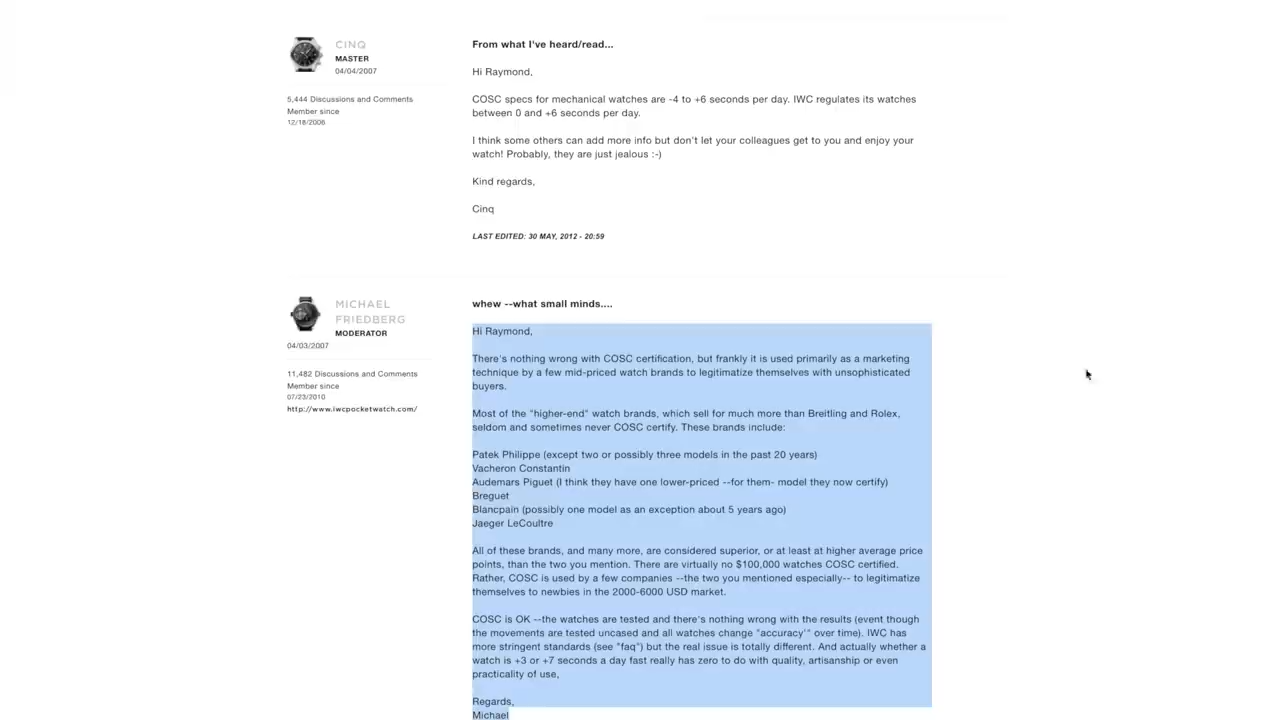 CINQ
MASTER
04/04/2007
5,444 Discussions and Comments
Member since
12/18/2006
From what I've heard/read...
Hi Raymond,
COSC specs for mechanical watches are -4 to +6 seconds per day. IWC regulates its watches
between 0 and +6 seconds per day.
I think some others can add more info but don't let your colleagues get to you and enjoy your
watch! Probably, they are just jealous :-)
Kind regards,
Cinq
LAST EDITED: 30 MAY, 2012 - 20:59
MICHAEL
FRIEDBERG
MODERATOR
04/03/2007
11,482 Discussions and Comments
Member since
07/23/2010
http://www.iwcpocketwatch.com/
whew --what small minds....
Hi Raymond,
There's nothing wrong with COSC certification, but frankly it is used primarily as a marketing
technique by a few mid-priced watch brands to legitimatize themselves with unsophisticated
buyers.
Most of the "higher-end" watch brands, which sell for much more than Breitling and Rolex,
seldom and sometimes never COSC certify. These brands include:
Patek Philippe (except two or possibly three models in the past 20 years)
Vacheron Constantin
Audemars Piguet (I think they have one lower-priced --for them- model they now certify)
Breguet
Blancpain (possibly one model as an exception about 5 years ago)
Jaeger LeCoultre
All of these brands, and many more, are considered superior, or at least at higher average price
points, than the two you mention. There are virtually no $100,000 watches COSC certified.
Rather, COSC is used by a few companies --the two you mentioned especially-- to legitimatize
themselves to newbies in the 2000-6000 USD market.
COSC is OK --the watches are tested and there's nothing wrong with the results (event though
the movements are tested uncased and all watches change "accuracy'" over time). IWC has
more stringent standards (see "faq") but the real issue is totally different. And actually whether a
watch is +3 or +7 seconds a day fast really has zero to do with quality, artisanship or even
practicality of use,
Regards,
Michael